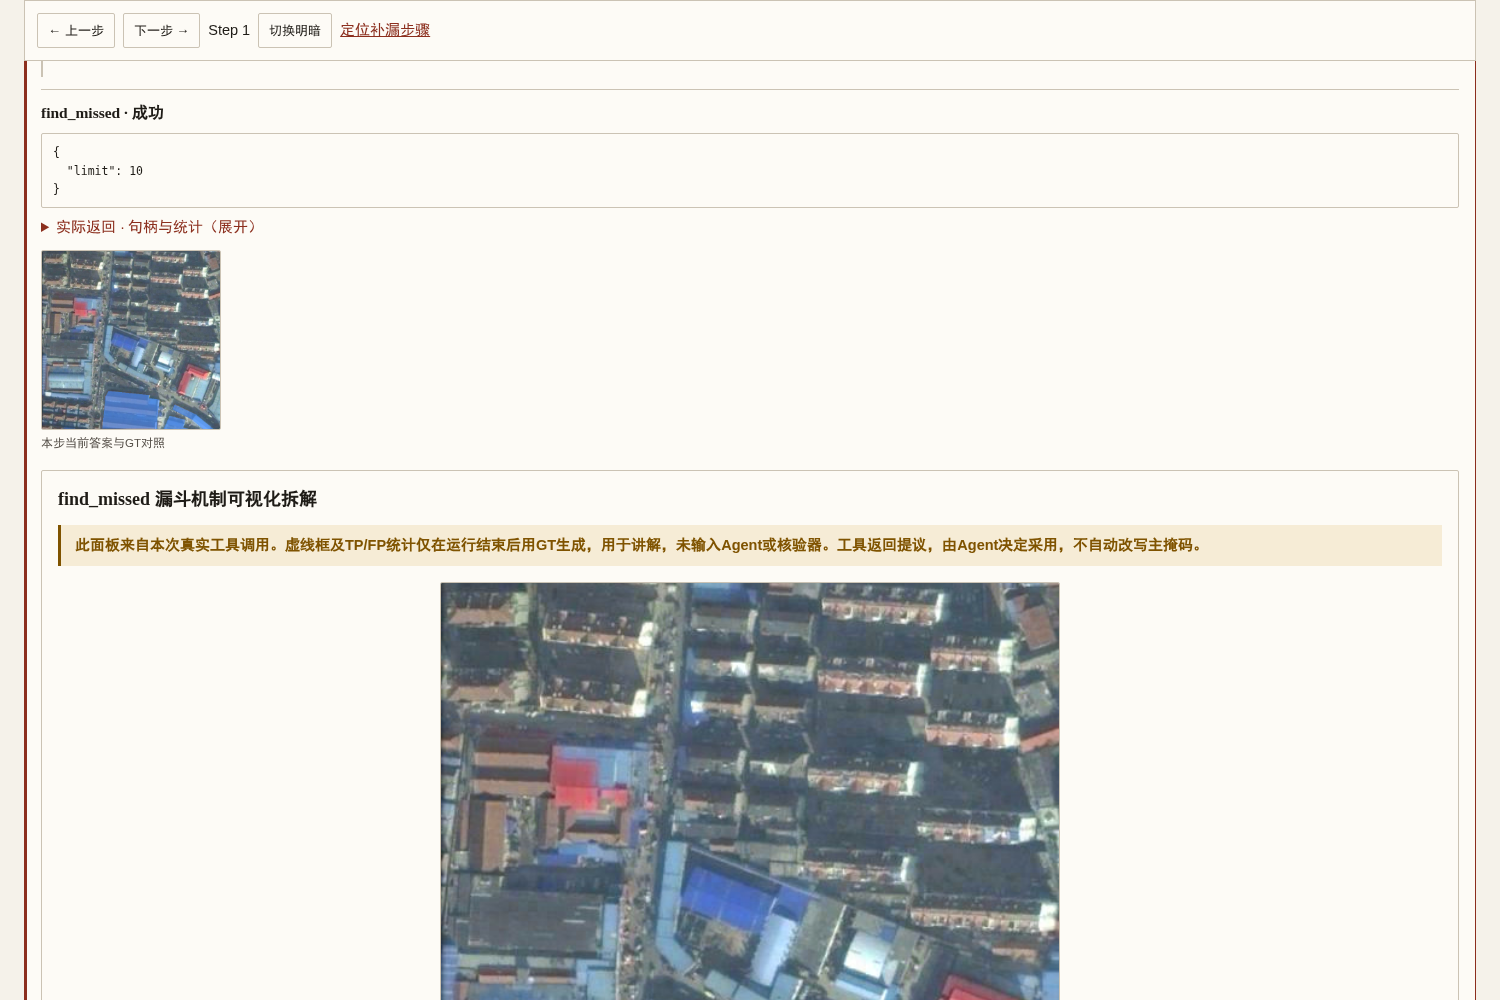 ← 上一步
下一步 →
Step 1
切换明暗
定位补漏步骤
find_missed · 成功
{
  "limit": 10
}
▶ 实际返回 · 句柄与统计（展开）
本步当前答案与GT对照
find_missed 漏斗机制可视化拆解
此面板来自本次真实工具调用。虚线框及TP/FP统计仅在运行结束后用GT生成，用于讲解，未输入Agent或核验器。工具返回提议，由Agent决定采用，不自动改写主掩码。